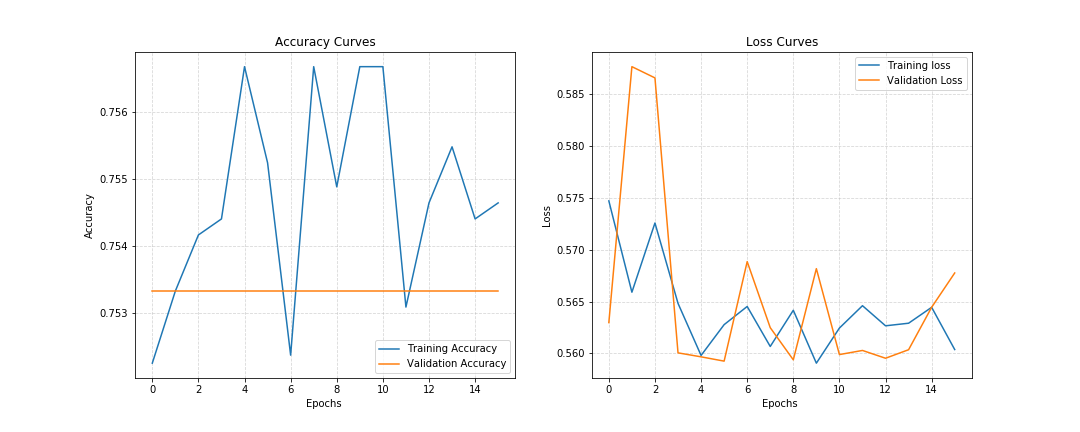 Accuracy Curves
0.756
0.755
0.754
0.753
Accuracy
0 2 4 6 8 10 12 14
Epochs
Training Accuracy
Validation Accuracy
Loss Curves
Training loss
Validation Loss
0.585
0.580
0.575
0.570
0.565
0.560
Loss
0 2 4 6 8 10 12 14
Epochs